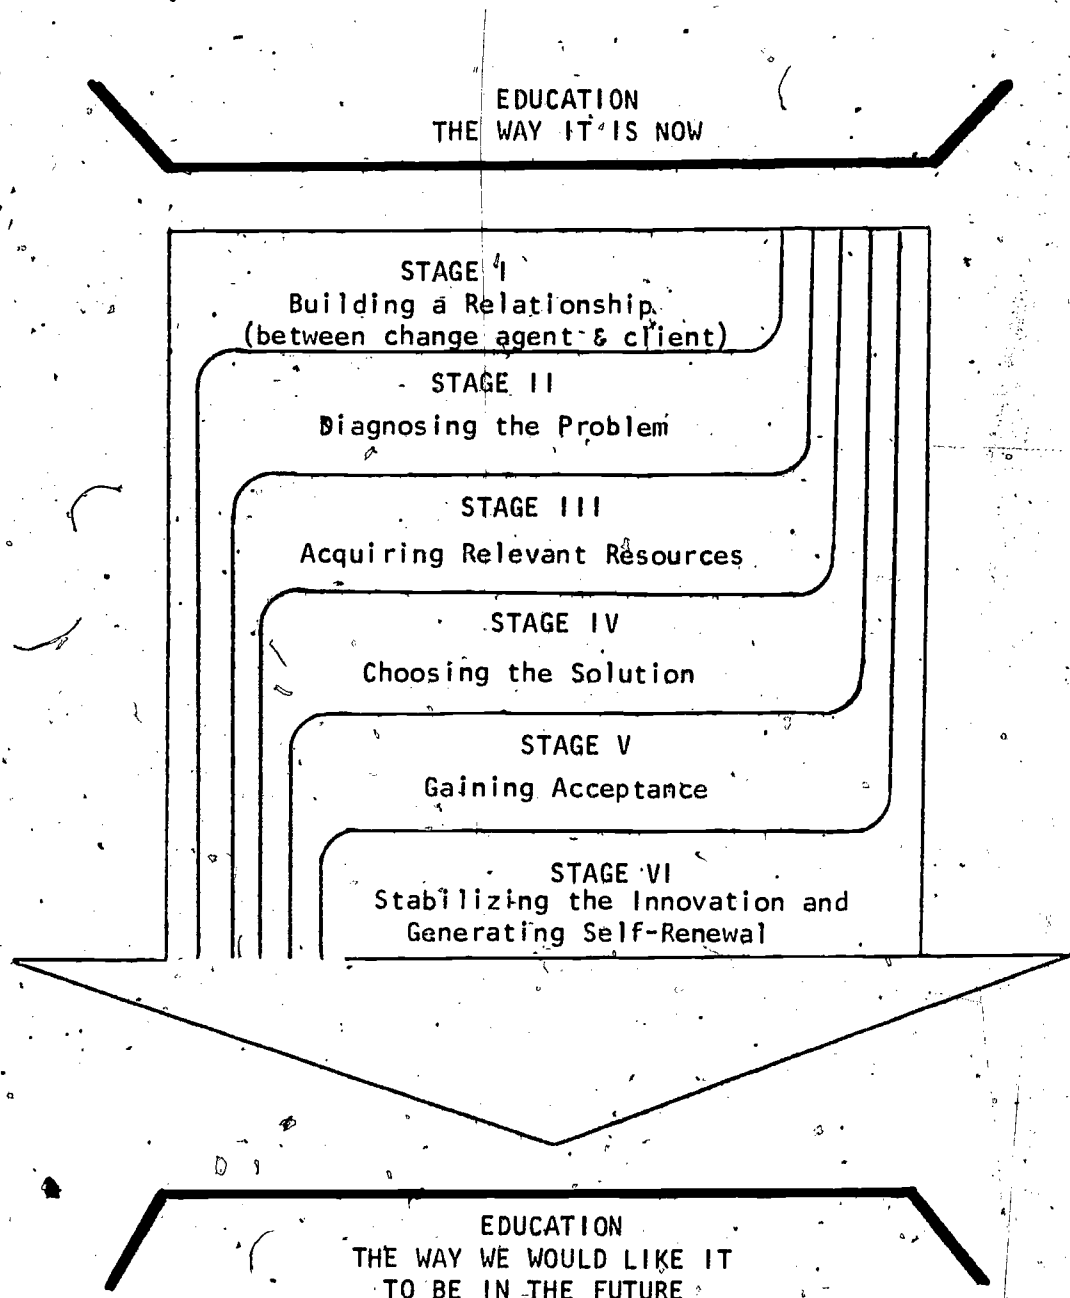 EDUCATION
THE WAY IT IS NOW
STAGE I
Building a Relationship
(between change agent & client)
STAGE II
Diagnosing the Problem
STAGE III
Acquiring Relevant Resources
STAGE IV
Choosing the Solution
STAGE V
Gaining Acceptance
STAGE VI
Stabilizing the Innovation and
Generating Self-Renewal
EDUCATION
THE WAY WE WOULD LIKE IT
TO BE IN THE FUTURE